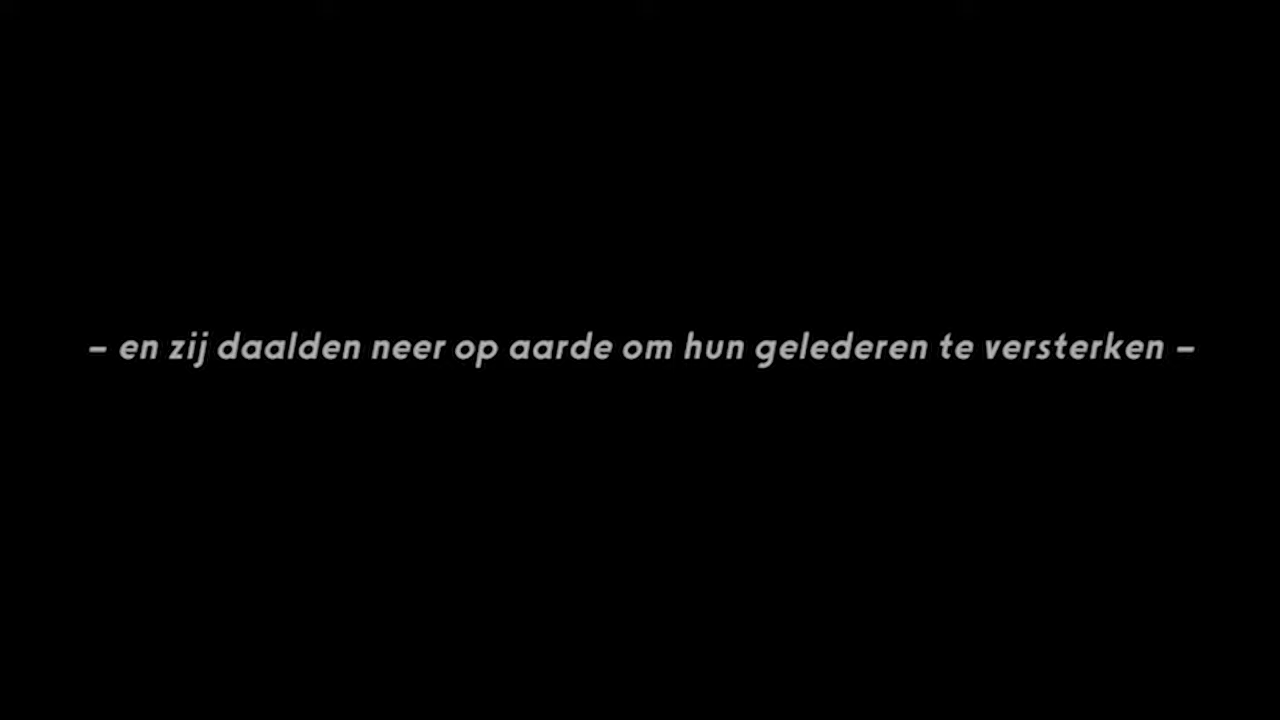 – en zij daalden neer op aarde om hun gelederen te versterken –